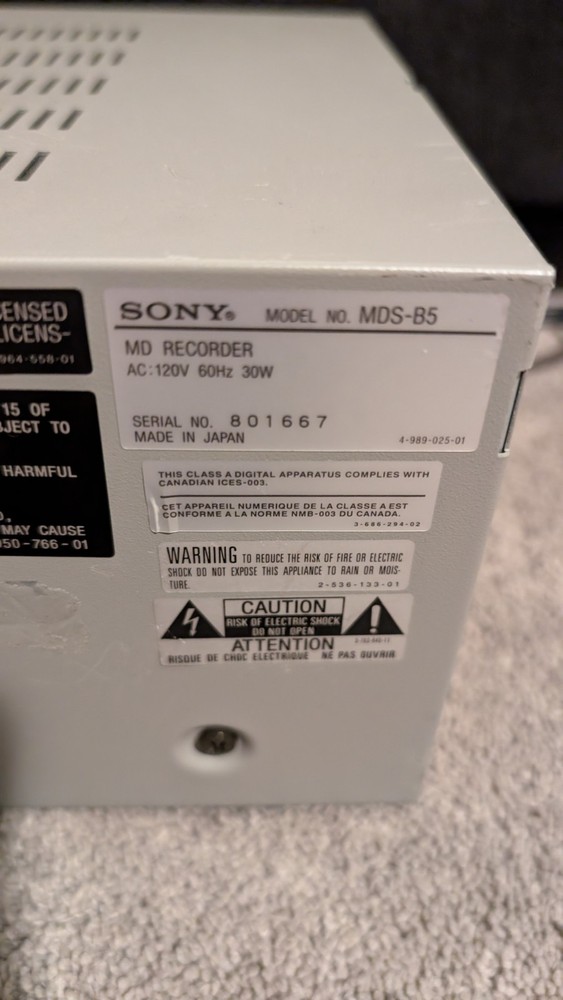 ENSED
ICENS-
964-558-01
15 OF
JECT TO
HARMFUL
MAY CAUSE
50-766-01
SONY®
MODEL NO. MDS-B5
MD RECORDER
AC:120V 60Hz 30W
SERIAL NO. 801667
MADE IN JAPAN
4-989-025-01
THIS CLASS A DIGITAL APPARATUS COMPLIES WITH
CANADIAN ICES-003.
CET APPAREIL NUMERIQUE DE LA CLASSE A EST
CONFORME A LA NORME NMB-003 DU CANADA.
3-686-294-02
WARNING TO REDUCE THE RISK OF FIRE OR ELECTRIC
SHOCK DO NOT EXPOSE THIS APPLIANCE TO RAIN OR MOIS-
TURE.
2-536-133-01
CAUTION
RISK OF ELECTRIC SHOCK
DO NOT OPEN
ATTENTION
RISQUE DE CHOC ELECTRIQUE NE PAS OUVRIR